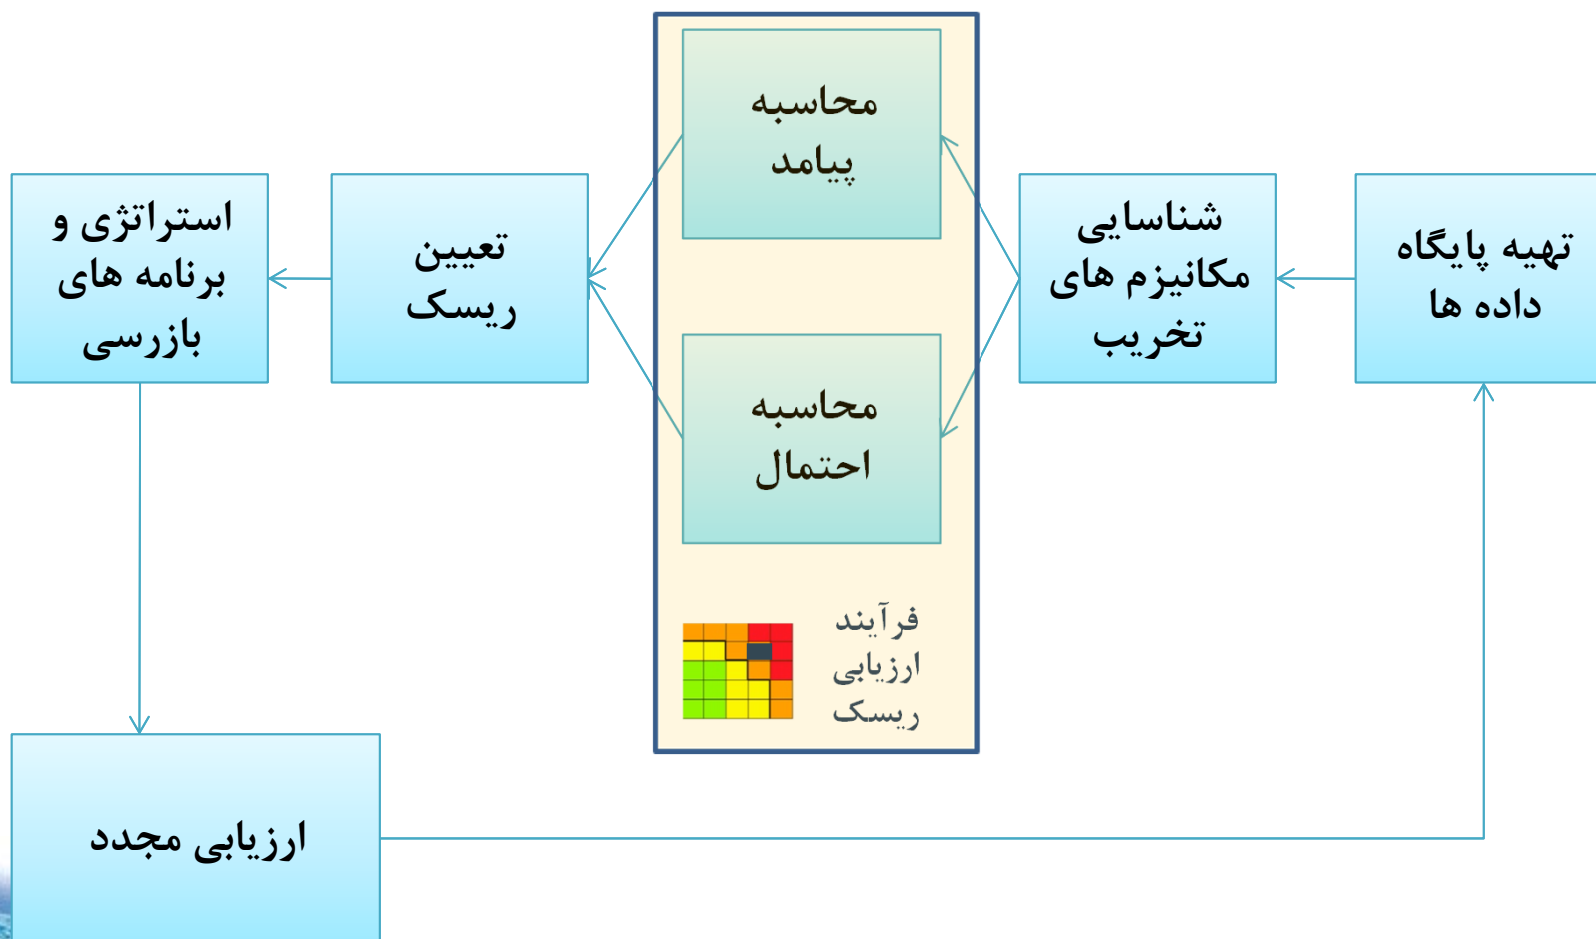 تهیه پایگاه
داده ها
شناسایی
مکانیزم های
تخریب
محاسبه
پیامد
محاسبه
احتمال
فرآیند
ارزیابی
ریسک
تعیین
ریسک
استراتژی و
برنامه های
بازرسی
ارزیابی مجدد